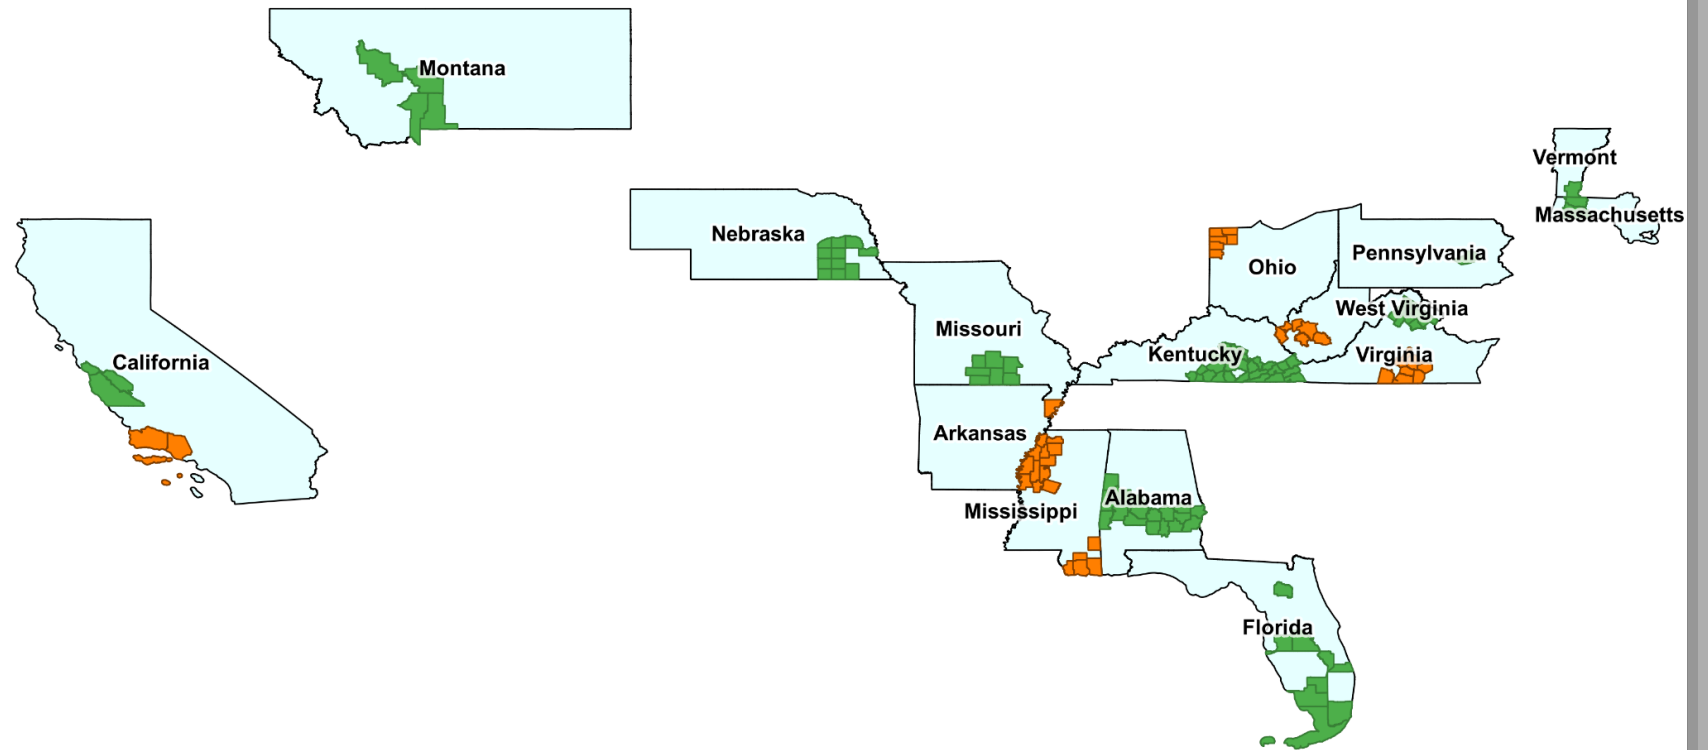 Montana
Vermont
Massachusetts
Nebraska
Pennsylvania
Ohio
West Virginia
Missouri
Kentucky
Virginia
California
Arkansas
Alabama
Mississippi
Florida